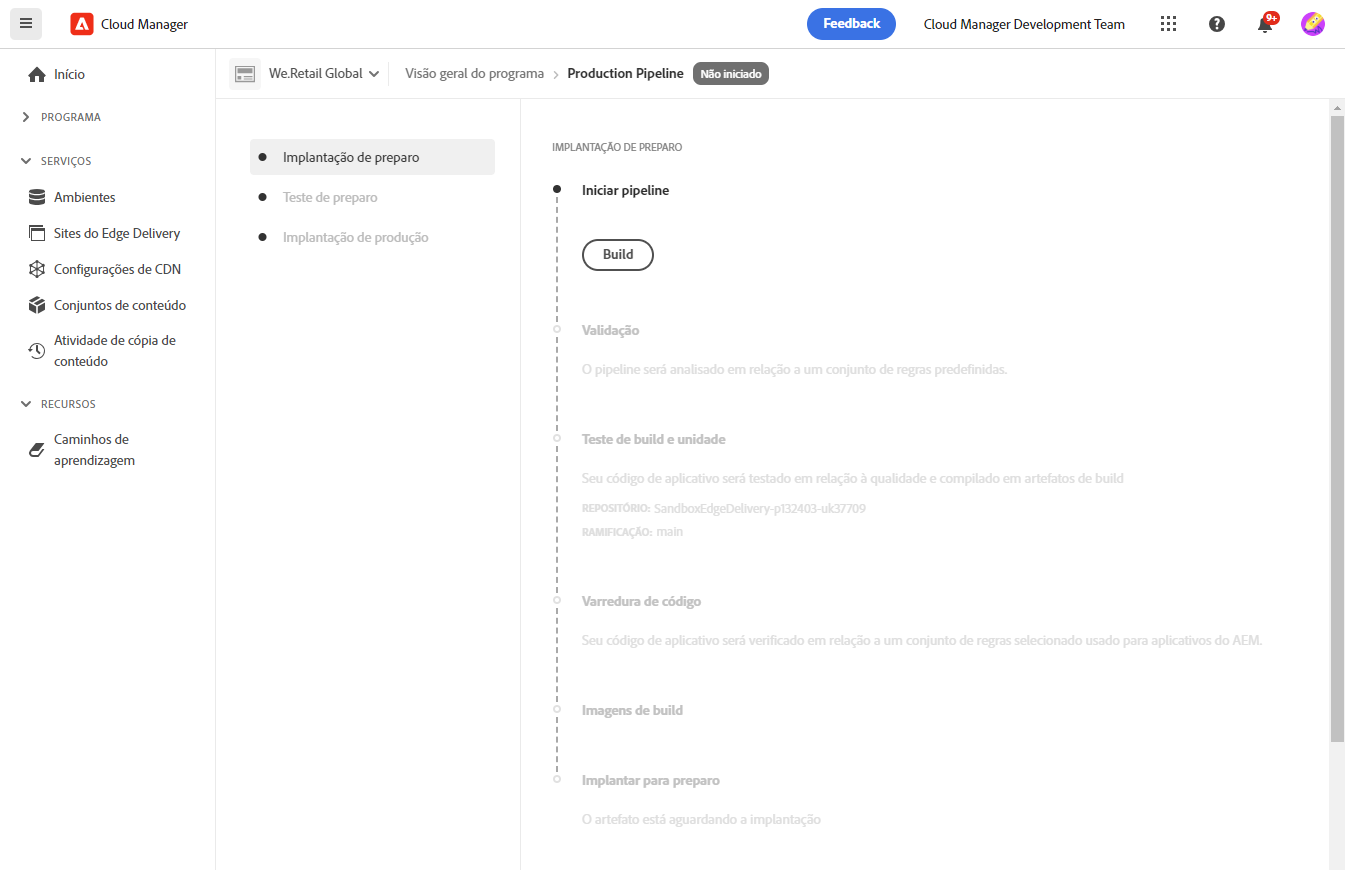 Cloud Manager
Feedback
Cloud Manager Development Team
9+
Início
PROGRAMA
SERVIÇOS
Ambientes
Sites do Edge Delivery
Configurações de CDN
Conjuntos de conteúdo
Atividade de cópia de
conteúdo
RECURSOS
Caminhos de
aprendizagem
We.Retail Global
Visão geral do programa
Production Pipeline
Não iniciado
Implantação de preparo
Teste de preparo
Implantação de produção
IMPLANTAÇÃO DE PREPARO
Iniciar pipeline
Build
Validação
O pipeline será analisado em relação a um conjunto de regras predefinidas.
Teste de build e unidade
Seu código de aplicativo será testado em relação à qualidade e compilado em artefatos de build
REPOSITÓRIO: SandboxEdgeDelivery-p132403-uk37709
RAMIFICAÇÃO: main
Varredura de código
Seu código de aplicativo será verificado em relação a um conjunto de regras selecionado usado para aplicativos do AEM.
Imagens de build
Implantar para preparo
O artefato está aguardando a implantação